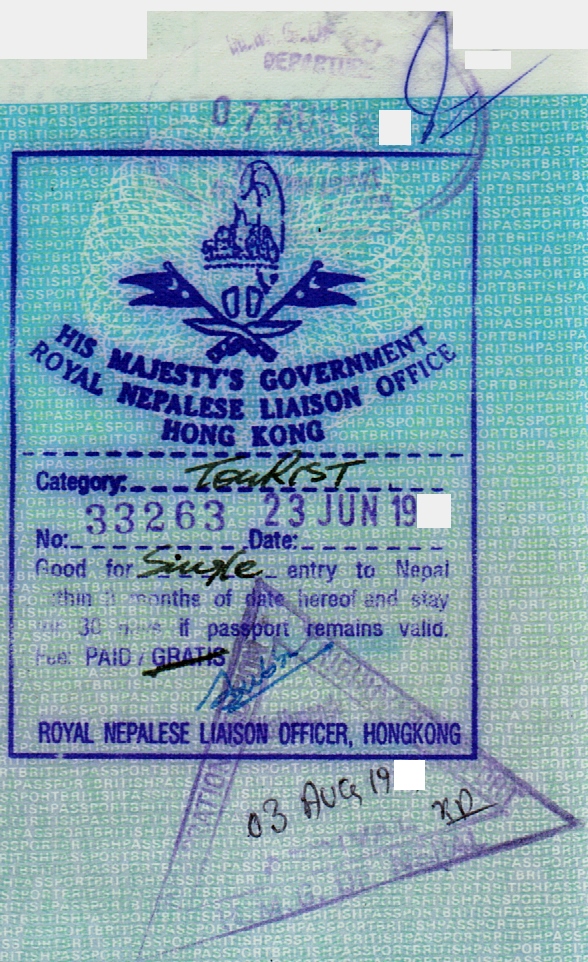 DEPARTURE
07
HIS MAJESTY'S GOVERNMENT
ROYAL NEPALESE LIAISON OFFICE
HONG KONG
Category: TOURIST
33263 23 JUN 19
No: Date:
Good for Single entry to Nepal
months of date hereof and stay
30 if passport remains valid.
Fee: PAID / GRATIS
ROYAL NEPALESE LIAISON OFFICER, HONGKONG
03 AUG 19